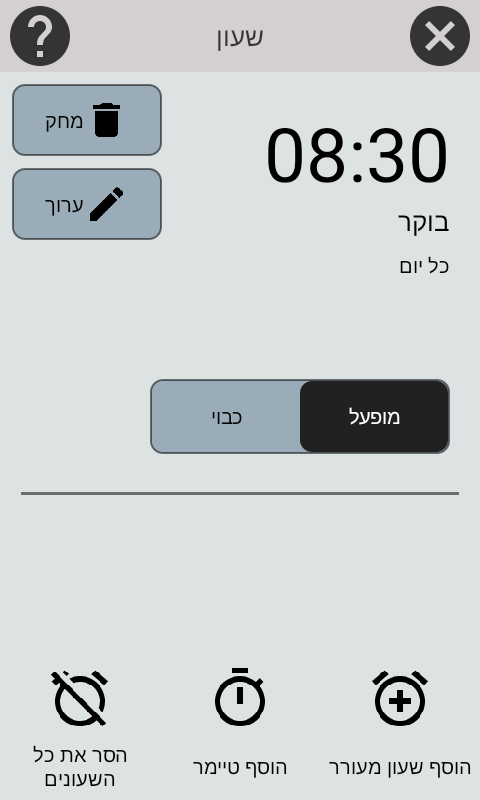 שעון
08:30
בוקר
כל יום
מחק
ערוך
מופעל
כבוי
הוסף שעון מעורר
הוסף טיימר
הסר את כל
השעונים